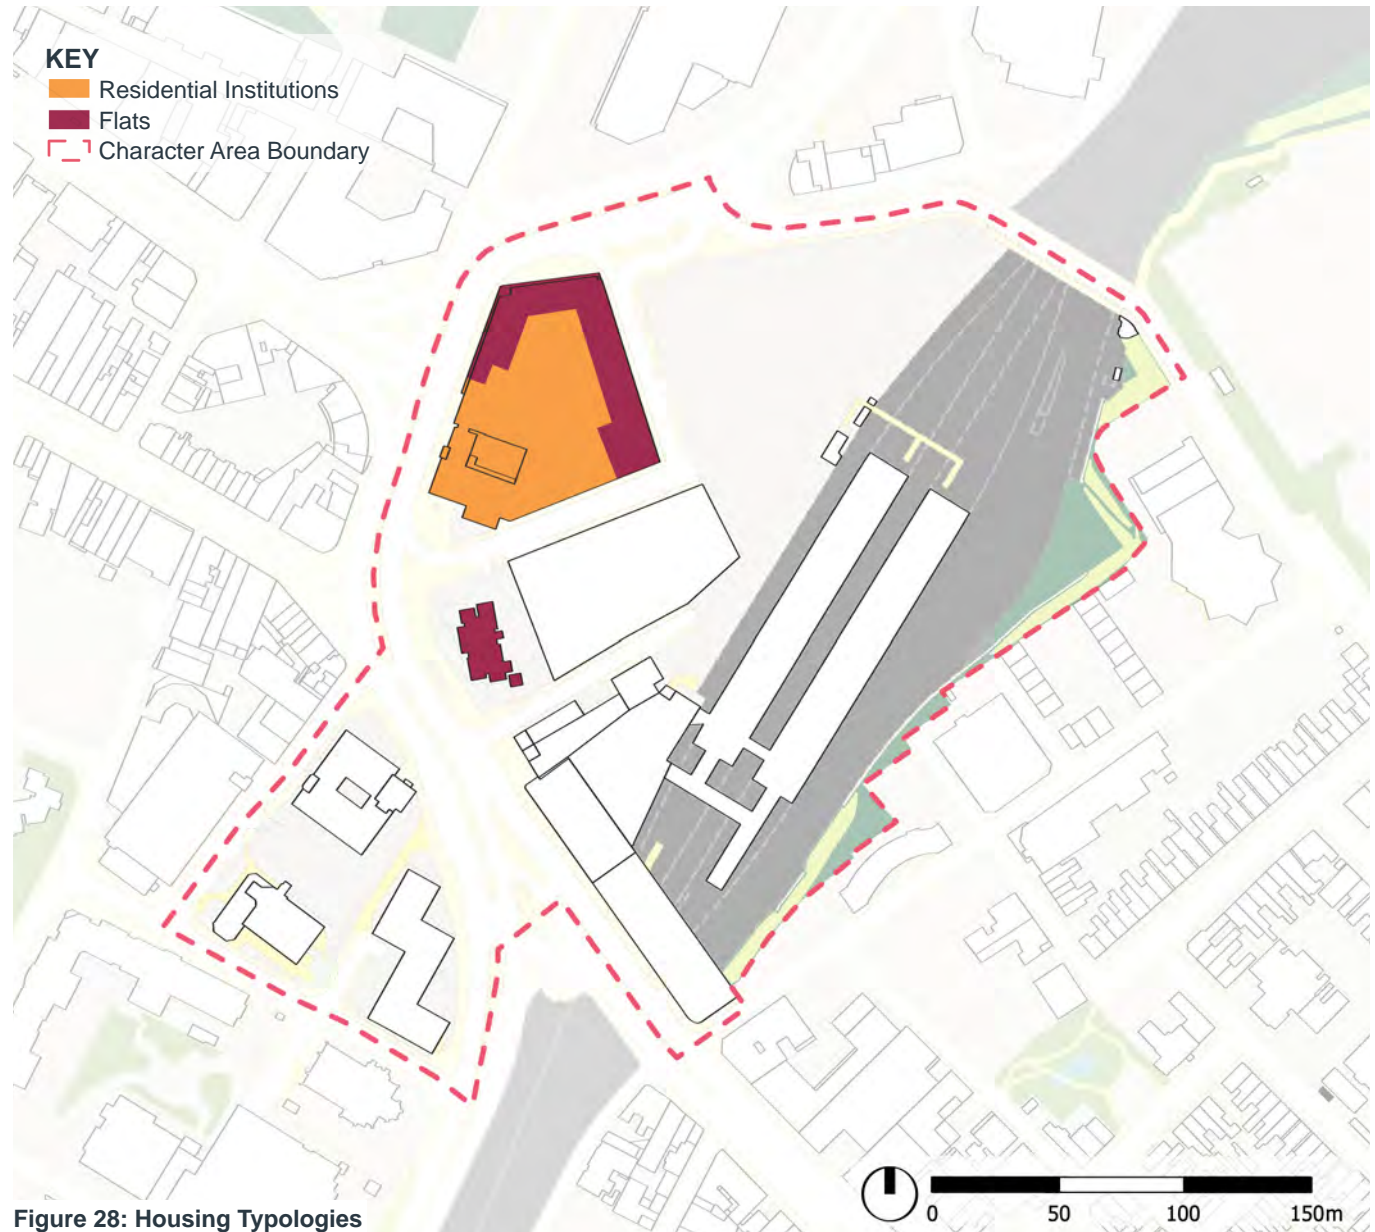 KEY
Residential Institutions
Flats
Character Area Boundary
0 50 100 150m
Figure 28: Housing Typologies